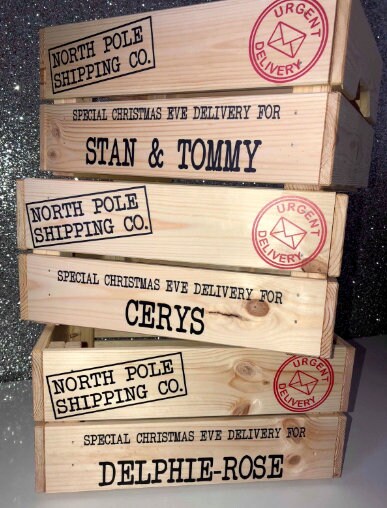 NORTH POLE
SHIPPING CO.
URGENT
DELIVERY
SPECIAL CHRISTMAS EVE DELIVERY FOR
STAN & TOMMY
NORTH POLE
SHIPPING CO.
URGENT
DELIVERY
SPECIAL CHRISTMAS EVE DELIVERY FOR
CERYS
NORTH POLE
SHIPPING CO.
URGENT
DELIVERY
SPECIAL CHRISTMAS EVE DELIVERY FOR
DELPHIE-ROSE